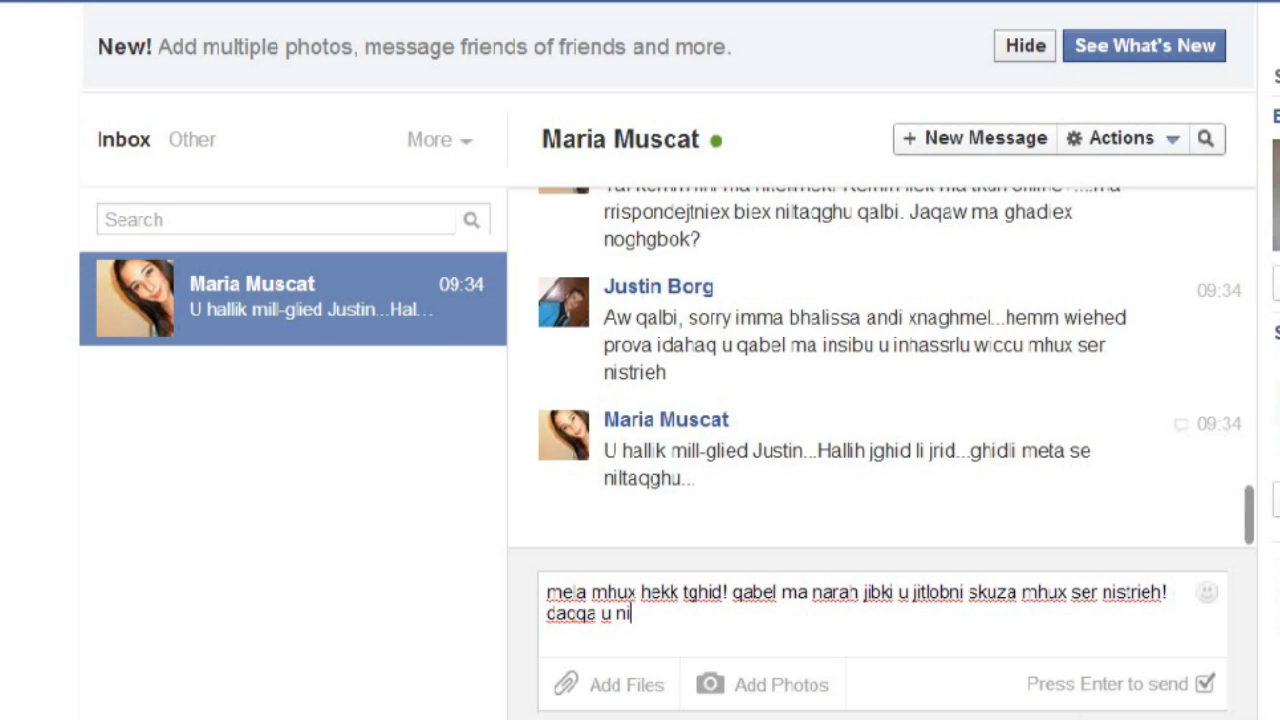 New! Add multiple photos, message friends of friends and more.
Hide
See What's New
Inbox
Other
More
Maria Muscat
+ New Message
Actions
Search
Maria Muscat
09:34
U hallik mill-glied Justin...Hal...
rrispondejtniex biex niltaqghu qalbi. Jaqaw ma ghadiex
noghgbok?
Justin Borg
09:34
Aw qalbi, sorry imma bhalissa andi xnaghmel...hemm wiehed
prova idahaq u qabel ma insibu u inhassrlu wiccu mhux ser
nistrieh
Maria Muscat
09:34
U hallik mill-glied Justin...Hallih jghid li jrid...ghidli meta se
niltaqghu...
mela mhux hekk tghid! qabel ma narah jibki u jitlobni skuza mhux ser nistrieh!
daqqa u ni
Add Files
Add Photos
Press Enter to send